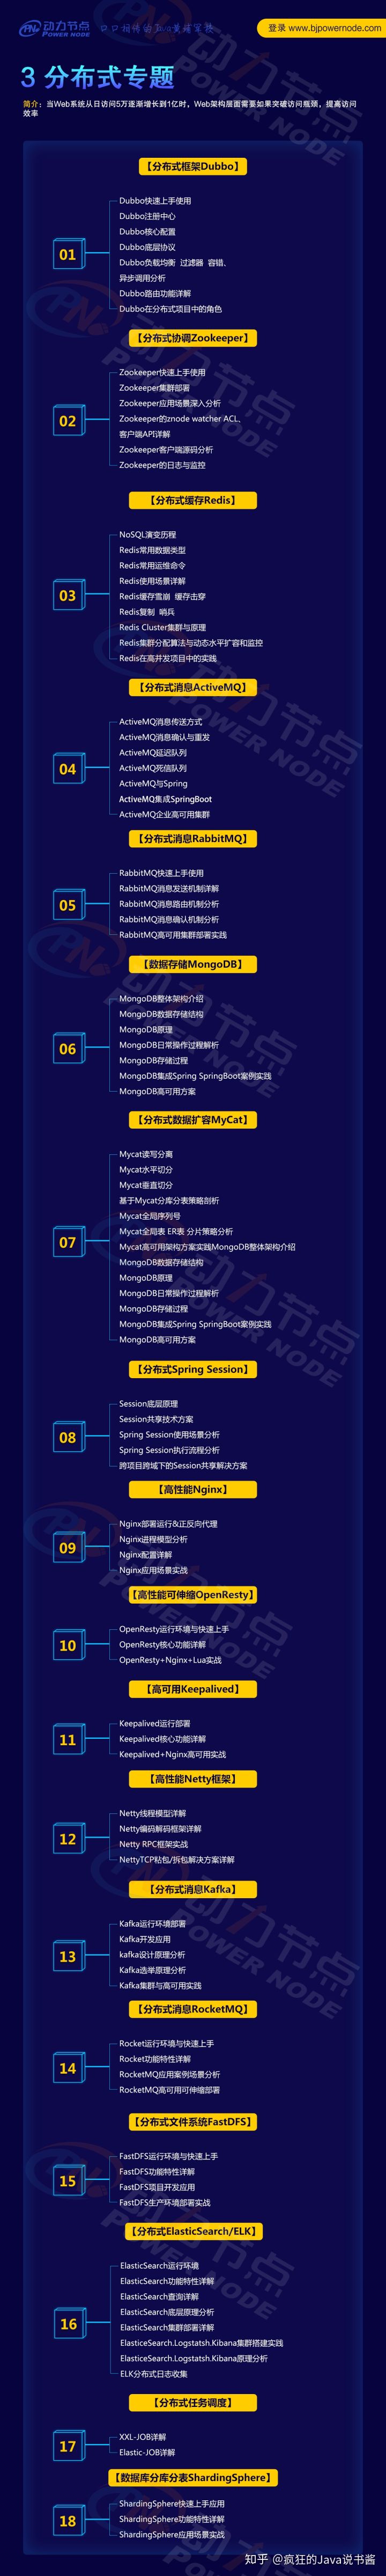 动力节点
POWER NODE
口口相传的Java黄埔军校
登录 www.bjpowernode.com
3 分布式专题
简介：当Web系统从日访问5万逐渐增长到1亿时，Web架构层面需要如果突破访问瓶颈，提高访问
效率
【分布式框架Dubbo】
01
Dubbo快速上手使用
Dubbo注册中心
Dubbo核心配置
Dubbo底层协议
Dubbo负载均衡 过滤器 容错、
异步调用分析
Dubbo路由功能详解
Dubbo在分布式项目中的角色
【分布式协调Zookeeper】
02
Zookeeper快速上手使用
Zookeeper集群部署
Zookeeper应用场景深入分析
Zookeeper的znode watcher ACL、
客户端API详解
Zookeeper客户端源码分析
Zookeeper的日志与监控
【分布式缓存Redis】
03
NoSQL演变历程
Redis常用数据类型
Redis常用运维命令
Redis使用场景详解
Redis缓存雪崩 缓存击穿
Redis复制 哨兵
Redis Cluster集群与原理
Redis集群分配算法与动态水平扩容和监控
Redis在高并发项目中的实践
【分布式消息ActiveMQ】
04
ActiveMQ消息传送方式
ActiveMQ消息确认与重发
ActiveMQ延迟队列
ActiveMQ死信队列
ActiveMQ与Spring
ActiveMQ集成SpringBoot
ActiveMQ企业高可用集群
【分布式消息RabbitMQ】
05
RabbitMQ快速上手使用
RabbitMQ消息发送机制详解
RabbitMQ消息路由机制分析
RabbitMQ消息确认机制分析
RabbitMQ高可用集群部署实践
【数据存储MongoDB】
06
MongoDB整体架构介绍
MongoDB数据存储结构
MongoDB原理
MongoDB日常操作过程解析
MongoDB存储过程
MongoDB集成Spring SpringBoot案例实践
MongoDB高可用方案
【分布式数据扩容MyCat】
07
Mycat读写分离
Mycat水平切分
Mycat垂直切分
基于Mycat分库分表策略剖析
Mycat全局序列号
Mycat全局表 ER表 分片策略分析
Mycat高可用架构方案实践MongoDB整体架构介绍
MongoDB数据存储结构
MongoDB原理
MongoDB日常操作过程解析
MongoDB存储过程
MongoDB集成Spring SpringBoot案例实践
MongoDB高可用方案
【分布式Spring Session】
08
Session底层原理
Session共享技术方案
Spring Session使用场景分析
Spring Session执行流程分析
跨项目跨域下的Session共享解决方案
【高性能Nginx】
09
Nginx部署运行&正反向代理
Nginx进程模型分析
Nginx配置详解
Nginx应用场景实战
【高性能可伸缩OpenResty】
10
OpenResty运行环境与快速上手
OpenResty核心功能详解
OpenResty+Nginx+Lua实战
【高可用Keepalived】
11
Keepalived运行部署
Keepalived核心功能详解
Keepalived+Nginx高可用实战
【高性能Netty框架】
12
Netty线程模型详解
Netty编码解码框架详解
Netty RPC框架实战
NettyTCP粘包/拆包解决方案详解
【分布式消息Kafka】
13
Kafka运行环境部署
Kafka开发应用
kafka设计原理分析
Kafka选举原理分析
Kafka集群与高可用实践
【分布式消息RocketMQ】
14
Rocket运行环境与快速上手
Rocket功能特性详解
RocketMQ应用案例场景分析
RocketMQ高可用可伸缩部署
【分布式文件系统FastDFS】
15
FastDFS运行环境与快速上手
FastDFS功能特性详解
FastDFS项目开发应用
FastDFS生产环境部署实战
【分布式ElasticSearch/ELK】
16
ElasticSearch运行环境
ElasticSearch功能特性详解
ElasticSearch查询详解
ElasticSearch底层原理分析
ElasticSearch集群部署详解
ElasticeSearch.Logstatsh.Kibana集群搭建实践
ElasticeSearch.Logstatsh.Kibana原理分析
ELK分布式日志收集
【分布式任务调度】
17
XXL-JOB详解
Elastic-JOB详解
【数据库分库分表ShardingSphere】
18
ShardingSphere快速上手应用
ShardingSphere功能特性详解
ShardingSphere应用场景实战
知乎 @疯狂的Java说书酱